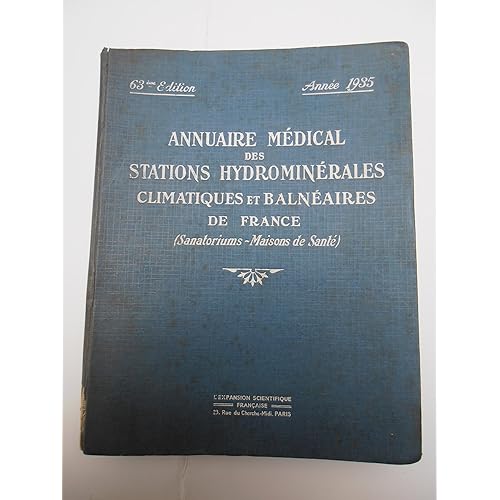 63ème Edition
Année 1935
ANNUAIRE MÉDICAL
DES
STATIONS HYDROMINÉRALES
CLIMATIQUES ET BALNÉAIRES
DE FRANCE
(Sanatoriums - Maisons de Santé)
L'EXPANSION SCIENTIFIQUE
FRANÇAISE
23, Rue du Cherche-Midi, PARIS